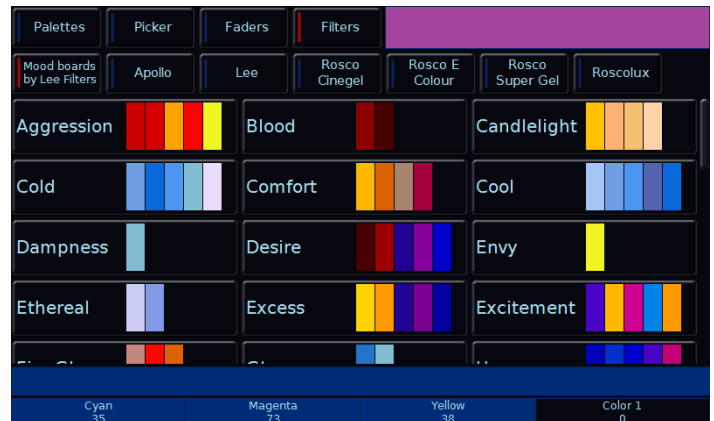 Palettes
Picker
Faders
Filters
Mood boards
by Lee Filters
Apollo
Lee
Rosco
Cinegel
Rosco E
Colour
Rosco
Super Gel
Roscolux
Aggression
Blood
Candlelight
Cold
Comfort
Cool
Dampness
Desire
Envy
Ethereal
Excess
Excitement
Cyan
Magenta
Yellow
Color 1
35
73
38
0